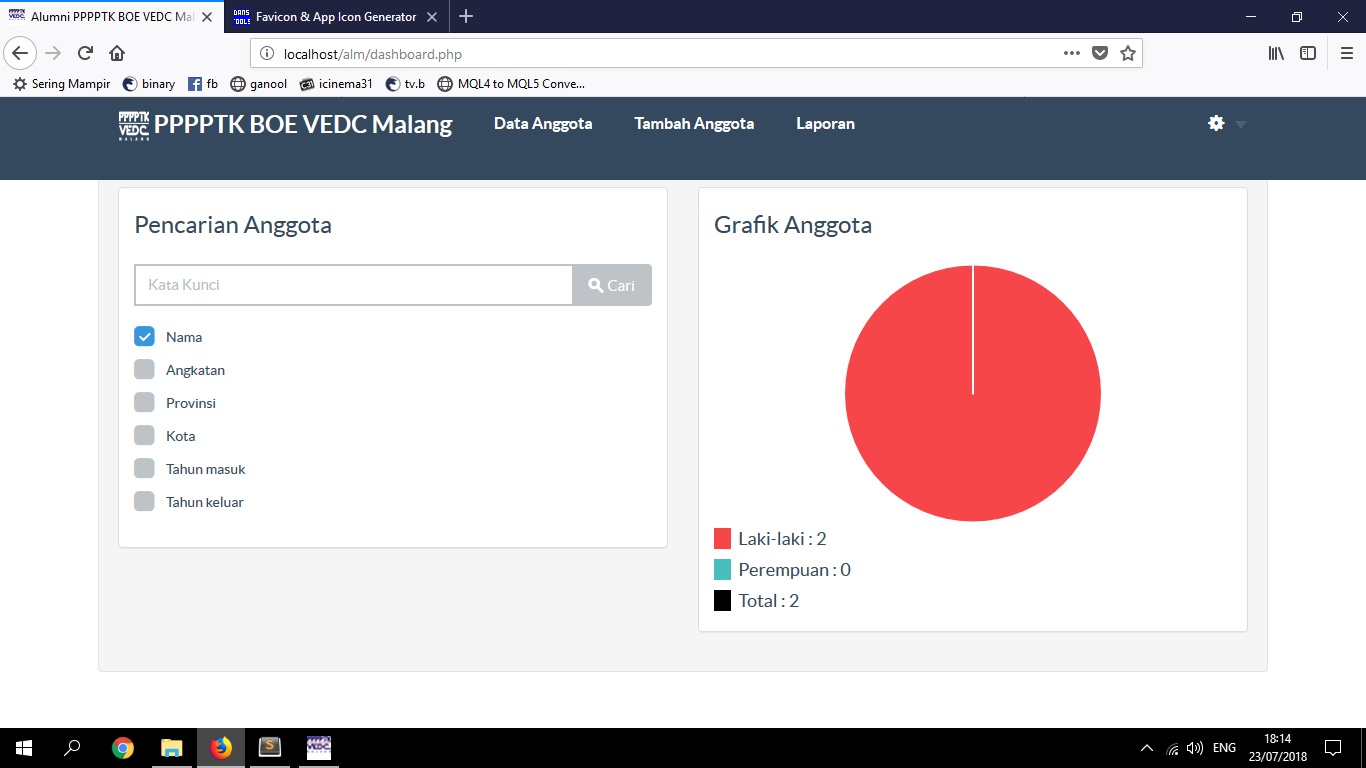 Alumni PPPPTK BOE VEDC Mal
Favicon & App Icon Generator
localhost/alm/dashboard.php
Sering Mampir
binary
fb
ganool
icinema31
tv.b
MQL4 to MQL5 Conve...
PPPPTK
VEDC
MALANG
PPPPTK BOE VEDC Malang
Data Anggota
Tambah Anggota
Laporan
Pencarian Anggota
Kata Kunci
Cari
Nama
Angkatan
Provinsi
Kota
Tahun masuk
Tahun keluar
Grafik Anggota
Laki-laki : 2
Perempuan : 0
Total : 2
ENG
18:14
23/07/2018